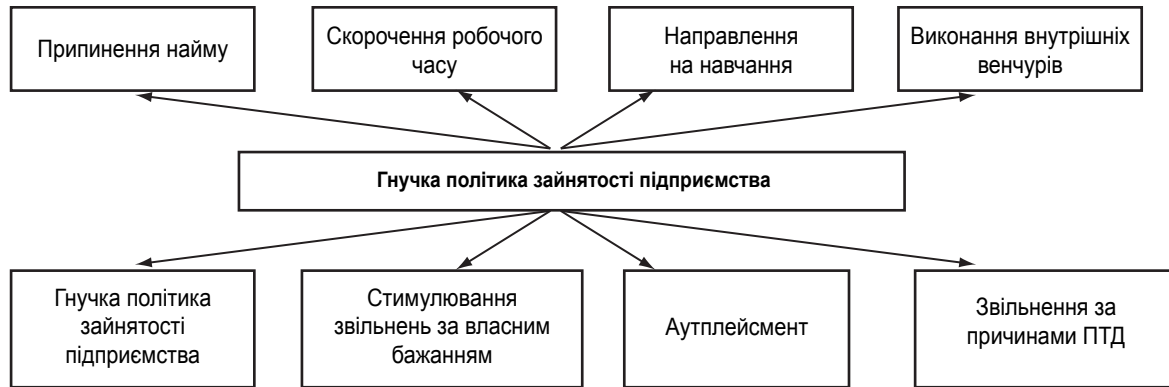 Припинення найму
Скорочення робочого
часу
Направлення
на навчання
Виконання внутрішніх
венчурів
Гнучка політика зайнятості підприємства
Гнучка політика
зайнятості
підприємства
Стимулювання
звільнень за власним
бажанням
Аутплейсмент
Звільнення за
причинами ПТД